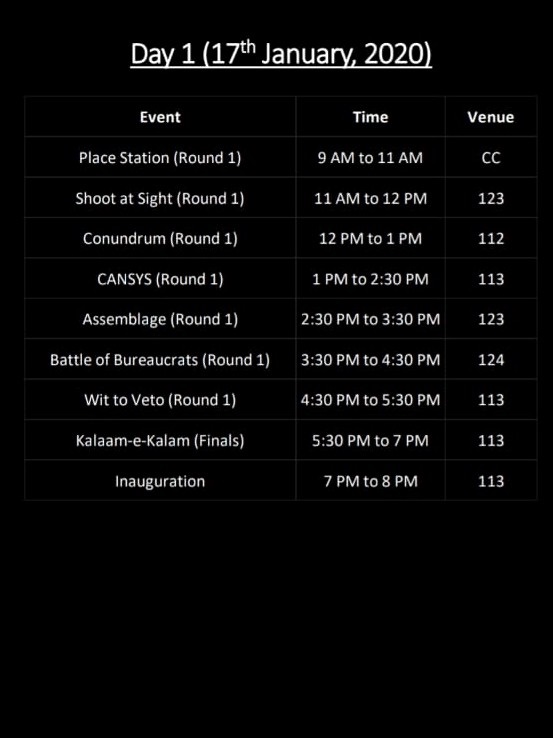 Day 1 (17th January, 2020)
Event Time Venue
Place Station (Round 1) 9 AM to 11 AM CC
Shoot at Sight (Round 1) 11 AM to 12 PM 123
Conundrum (Round 1) 12 PM to 1 PM 112
CANSYS (Round 1) 1 PM to 2:30 PM 113
Assemblage (Round 1) 2:30 PM to 3:30 PM 123
Battle of Bureaucrats (Round 1) 3:30 PM to 4:30 PM 124
Wit to Veto (Round 1) 4:30 PM to 5:30 PM 113
Kalaam-e-Kalam (Finals) 5:30 PM to 7 PM 113
Inauguration 7 PM to 8 PM 113